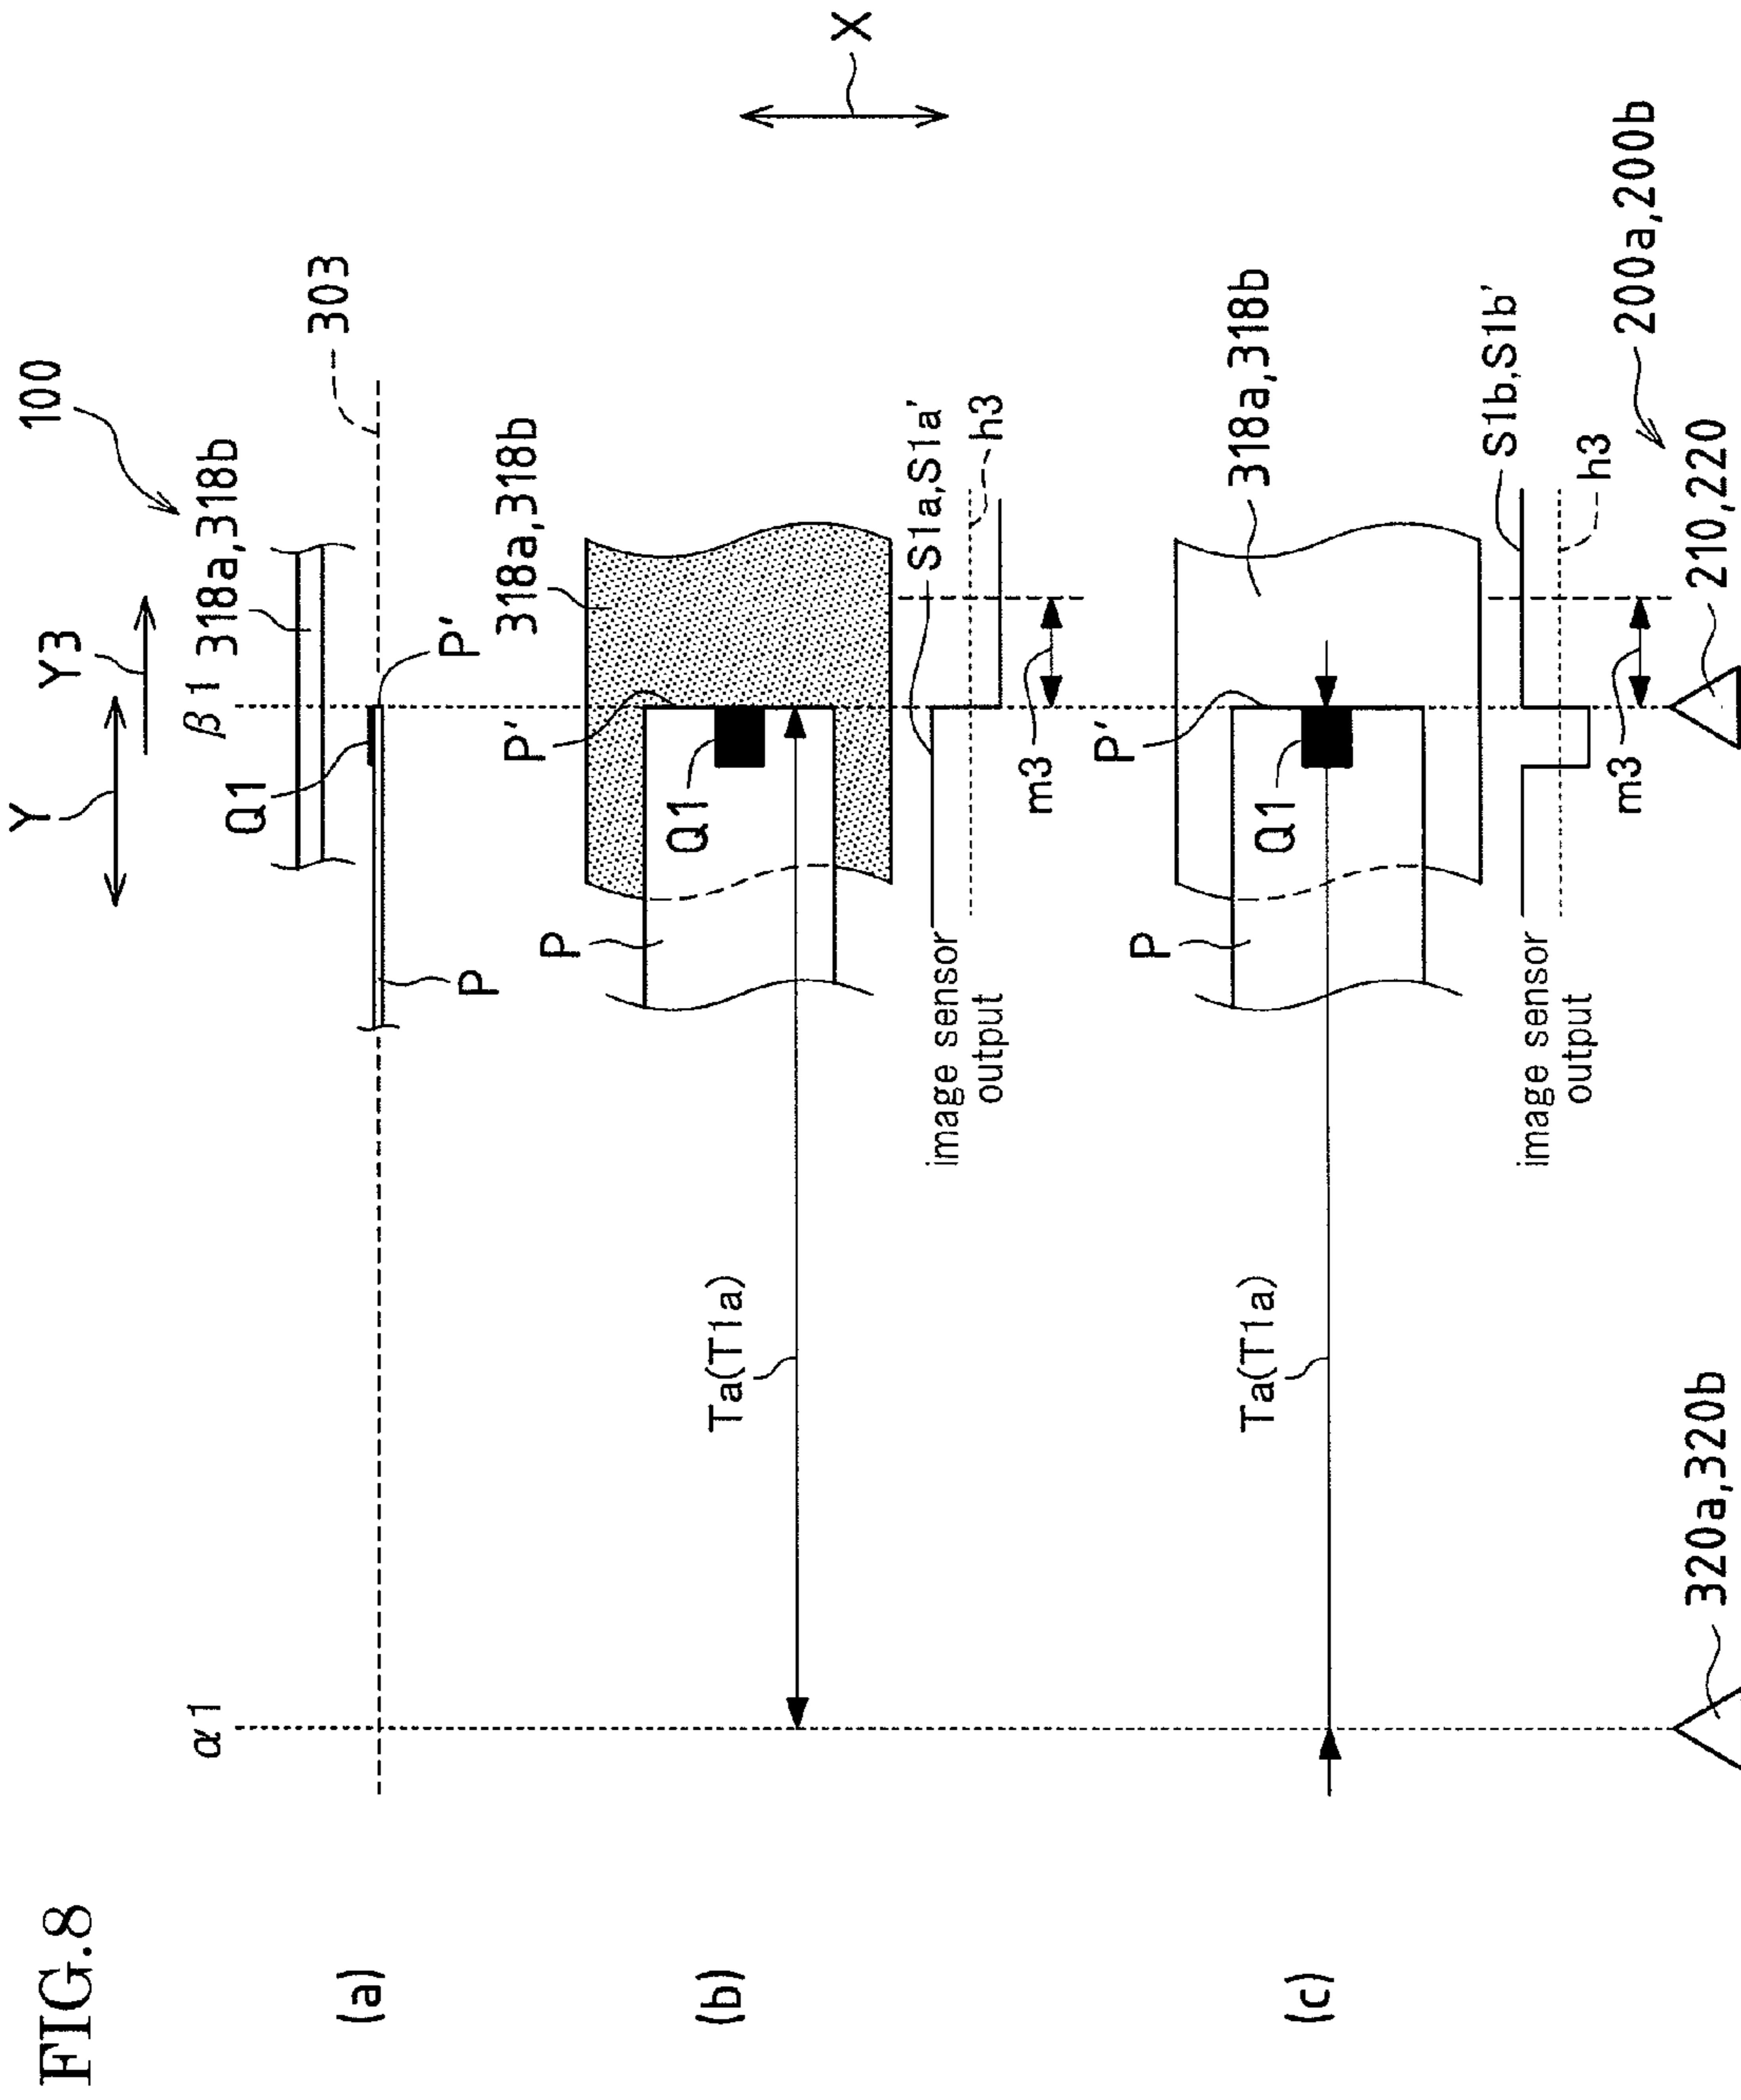 FIG.8
Y
Y3
100
α1
β1
318a,318b
303
(a)
Q1
P'
P
(b)
P
Q1
P'
318a,318b
X
Ta(T1a)
image sensor
output
S1a,S1a'
h3
m3
(c)
P
Q1
P'
318a,318b
Ta(T1a)
image sensor
output
S1b,S1b'
h3
m3
200a,200b
320a,320b
210,220